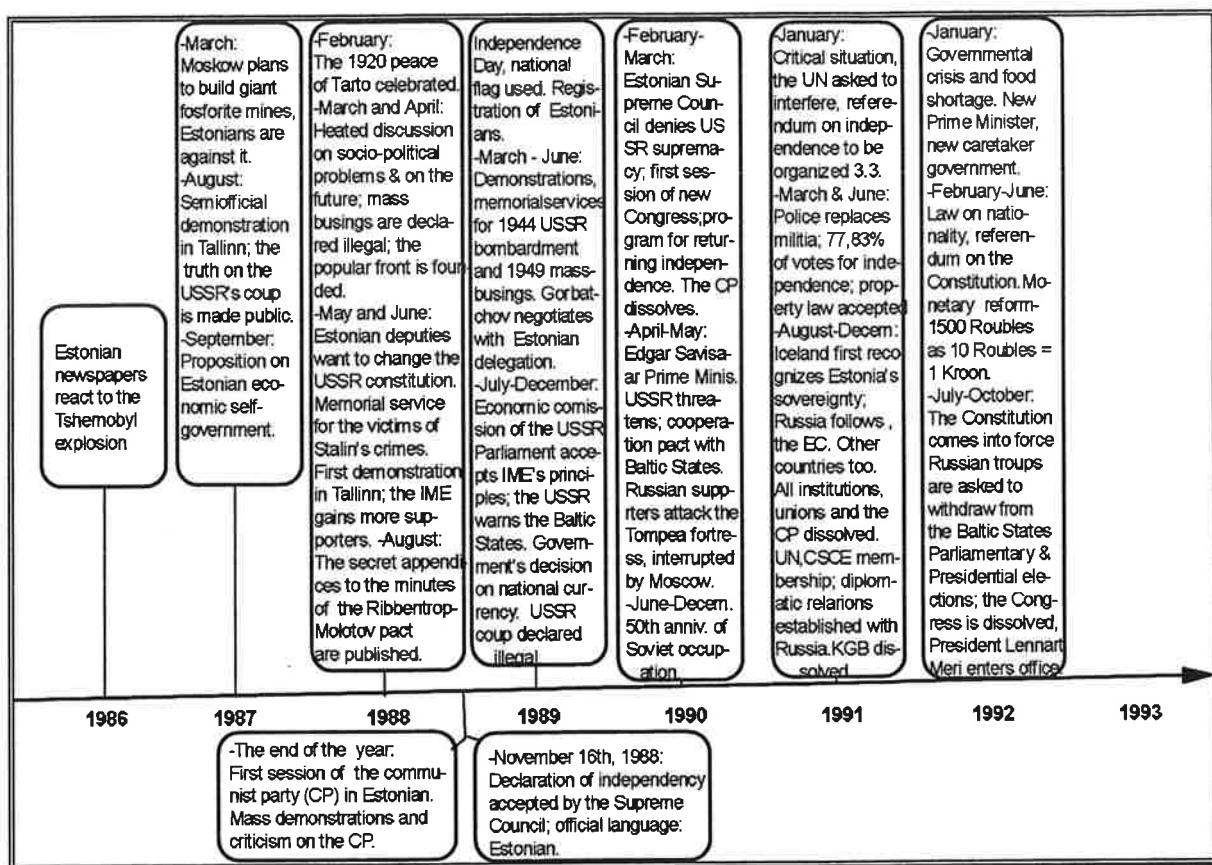 Estonian
newspapers
react to the
Tshernobyl
explosion
-March:
Moskow plans
to build giant
fosforite mines,
Estonians are
against it.
-August:
Semiofficial
demonstration
in Tallinn; the
truth on the
USSR's coup
is made public.
-September:
Proposition on
Estonian eco-
nomic self-
government.
-February:
The 1920 peace
of Tarto celebrated.
-March and April:
Heated discussion
on socio-political
problems & on the
future; mass
busings are decla-
red illegal; the
popular front is foun
ded.
-May and June:
Estonian deputies
want to change the
USSR constitution.
Memorial service
for the victims of
Stalin's crimes.
First demonstration
in Tallinn; the IME
gains more sup-
porters. -August:
The secret appendi
ces to the minutes
of the Ribbentrop-
Molotov pact
are published.
Independence
Day, national
flag used. Regis-
tration of Estoni-
ans.
-March - June:
Demonstrations,
memorialservices
for 1944 USSR
bombardment
and 1949 mass-
busings. Gorbat-
chov negotiates
with Estonian
delegation.
-July-December:
Economic comis-
sion of the USSR
Parliament acce-
pts IME's princi-
ples; the USSR
warns the Baltic
States. Govern-
ment's decision
on national cur-
rency. USSR
coup declared
illegal
-February-
March:
Estonian Su-
preme Coun-
cil denies US
SR suprema-
cy; first ses-
sion of new
Congress;pro-
gram for retur-
ning indepen-
dence. The CP
dissolves.
-April-May:
Edgar Savisa-
ar Prime Minis.
USSR threa-
tens; coopera-
tion pact with
Baltic States.
Russian suppo-
rters attack the
Tompea fortre-
ss, interrupted
by Moscow.
-June-Decem.
50th anniv. of
Soviet occup-
ation.
-January:
Critical situation,
the UN asked to
interfere, refere-
ndum on indep-
endence to be
organized 3.3.
-March & June:
Police replaces
militia; 77,83%
of votes for inde-
pendence; prop-
erty law accepted
-August-Decem:
Iceland first reco
gnizes Estonia's
sovereignty;
Russia follows ,
the EC. Other
countries too.
All institutions,
unions and the
CP dissolved.
UN,CSCE mem-
bership; diplom-
atic relarions
established with
Russia.KGB dis-
solved
-January:
Governmental
crisis and food
shortage. New
Prime Minister,
new caretaker
government.
-February-June:
Law on natio-
nality, referen-
dum on the
Constitution.Mo-
netary reform-
1500 Roubles
as 10 Roubles =
1 Kroon.
-July-October:
The Constitution
comes into force
Russian troups
are asked to
withdraw from
the Baltic States
Parliamentary &
Presidential ele-
ctions; the Cong-
ress is dissolved,
President Lennart
Meri enters office
1986 1987 1988 1989 1990 1991 1992 1993
-The end of the year:
First session of the commu-
nist party (CP) in Estonian.
Mass demonstrations and
criticism on the CP.
-November 16th, 1988:
Declaration of independency
accepted by the Supreme
Council; official language:
Estonian.